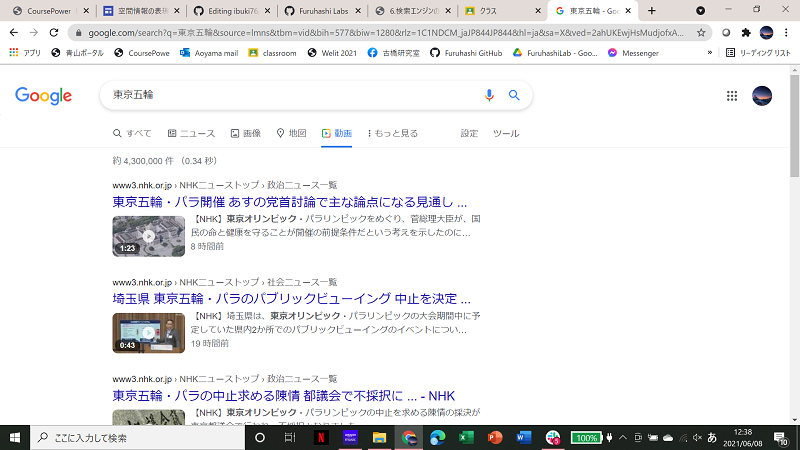 CoursePower
空間情報の表現
Editing ibuki76
Furuhashi Labs
6.検索エンジンの
クラス
東京五輪 - Goo
google.com/search?q=東京五輪&source=lmns&tbm=vid&bih=577&biw=1280&rlz=1C1NDCM_jaJP844JP844&hl=ja&sa=X&ved=2ahUKEwjHsMudjofxA...
アプリ 青山ポータル CoursePowe Aoyama mail classroom Welit 2021 古橋研究室 Furuhashi GitHub FuruhashiLab - Goo... Messenger » リーディング リスト
Google
東京五輪
すべて ニュース 画像 地図 動画 もっと見る 設定 ツール
約 4,300,000 件 （0.34 秒）
www3.nhk.or.jp › NHKニューストップ › 政治ニュース一覧
東京五輪・パラ開催 あすの党首討論で主な論点になる見通し ...
【NHK】東京オリンピック・パラリンピックをめぐり、菅総理大臣が、国
民の命と健康を守ることが開催の前提条件だという考えを示したのに...
1:23
8 時間前
www3.nhk.or.jp › NHKニューストップ › 社会ニュース一覧
埼玉県 東京五輪・パラのパブリックビューイング 中止を決定 ...
【NHK】埼玉県は、東京オリンピック・パラリンピックの大会期間中に予
定していた県内2か所でのパブリックビューイングのイベントについ...
0:43
19 時間前
www3.nhk.or.jp › NHKニューストップ › 政治ニュース一覧
東京五輪・パラの中止求める陳情 都議会で不採択に ... - NHK
【NHK】東京オリンピック・パラリンピックの中止を求める陳情の採決が
ここに入力して検索
100%
あ
12:38
2021/06/08